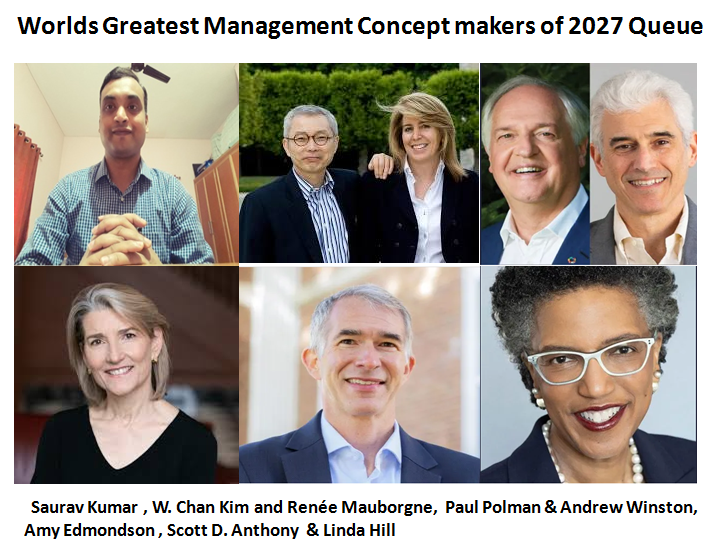 Worlds Greatest Management Concept makers of 2027 Queue
Saurav Kumar , W. Chan Kim and Renée Mauborgne, Paul Polman & Andrew Winston,
Amy Edmondson , Scott D. Anthony & Linda Hill